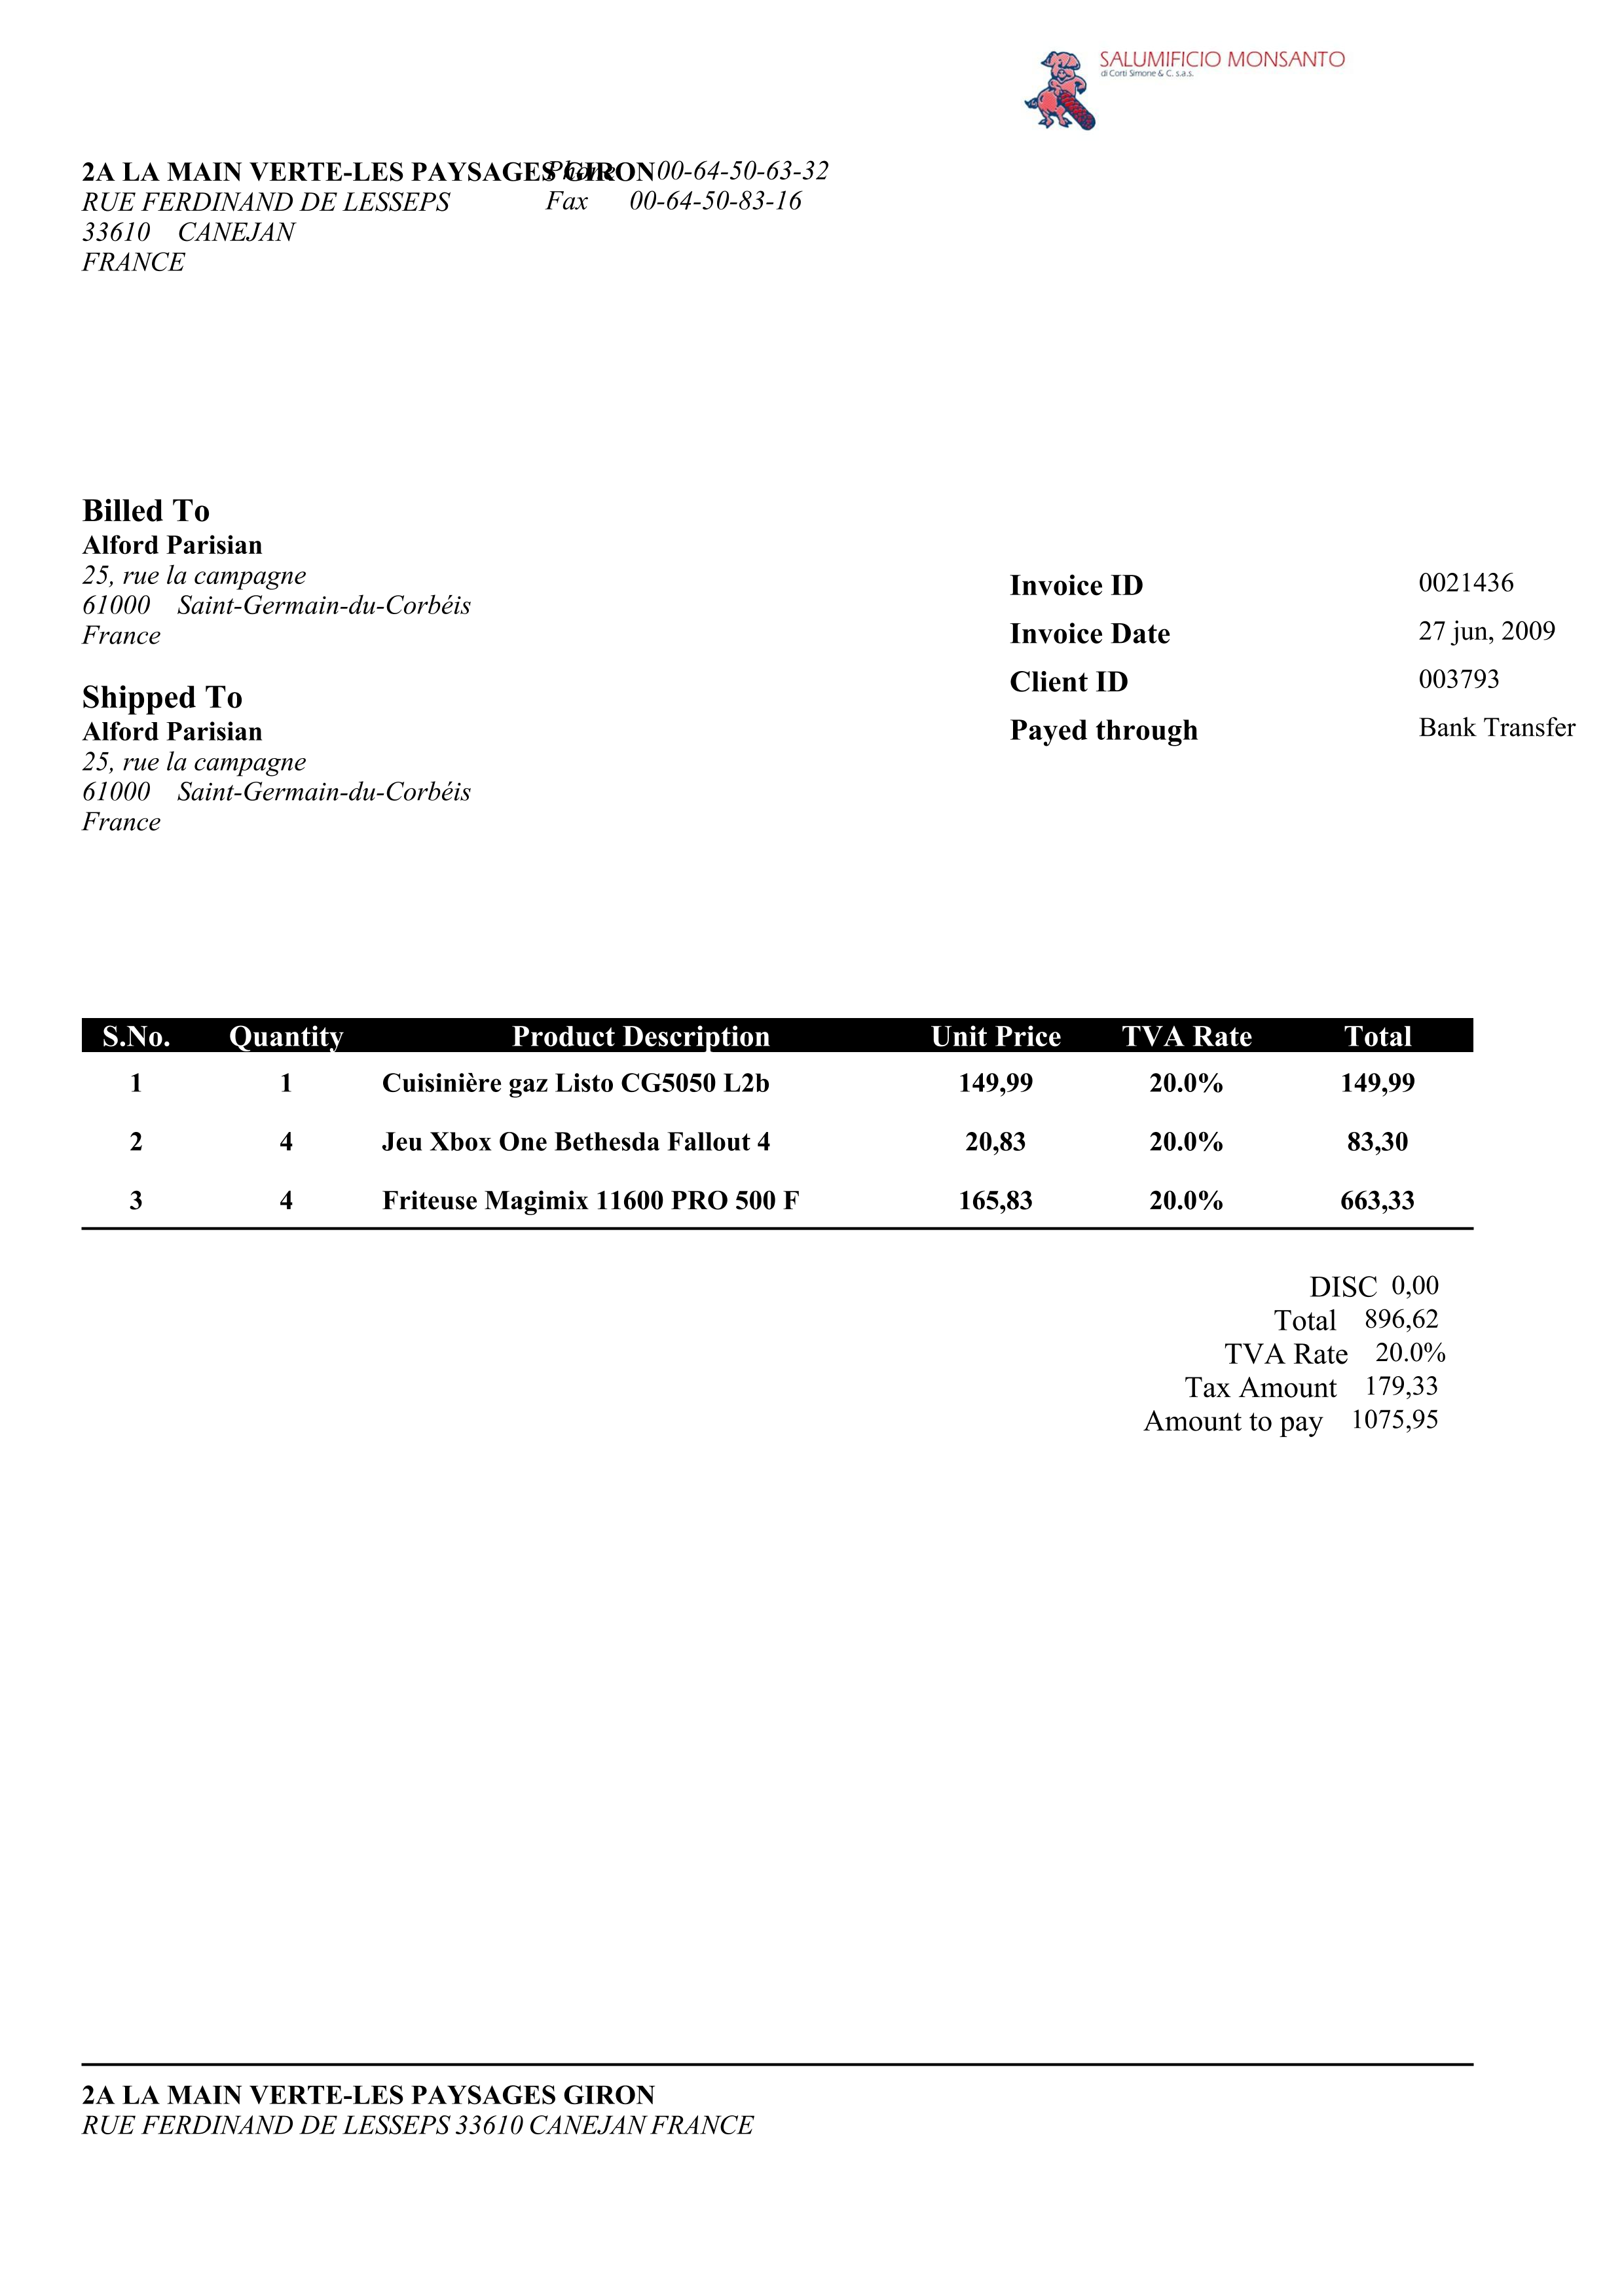 SALUMIFICIO MONSANTO
di Corti Simone & C. s.a.s.
2A LA MAIN VERTE-LES PAYSAGES GIRON
Phone 00-64-50-63-32
RUE FERDINAND DE LESSEPS
Fax 00-64-50-83-16
33610 CANEJAN
FRANCE
Billed To
Alford Parisian
25, rue la campagne
61000 Saint-Germain-du-Corbéis
France
Invoice ID 0021436
Invoice Date 27 jun, 2009
Client ID 003793
Payed through Bank Transfer
Shipped To
Alford Parisian
25, rue la campagne
61000 Saint-Germain-du-Corbéis
France
S.No. Quantity Product Description Unit Price TVA Rate Total
1 1 Cuisinière gaz Listo CG5050 L2b 149,99 20.0% 149,99
2 4 Jeu Xbox One Bethesda Fallout 4 20,83 20.0% 83,30
3 4 Friteuse Magimix 11600 PRO 500 F 165,83 20.0% 663,33
DISC 0,00
Total 896,62
TVA Rate 20.0%
Tax Amount 179,33
Amount to pay 1075,95
2A LA MAIN VERTE-LES PAYSAGES GIRON
RUE FERDINAND DE LESSEPS 33610 CANEJAN FRANCE